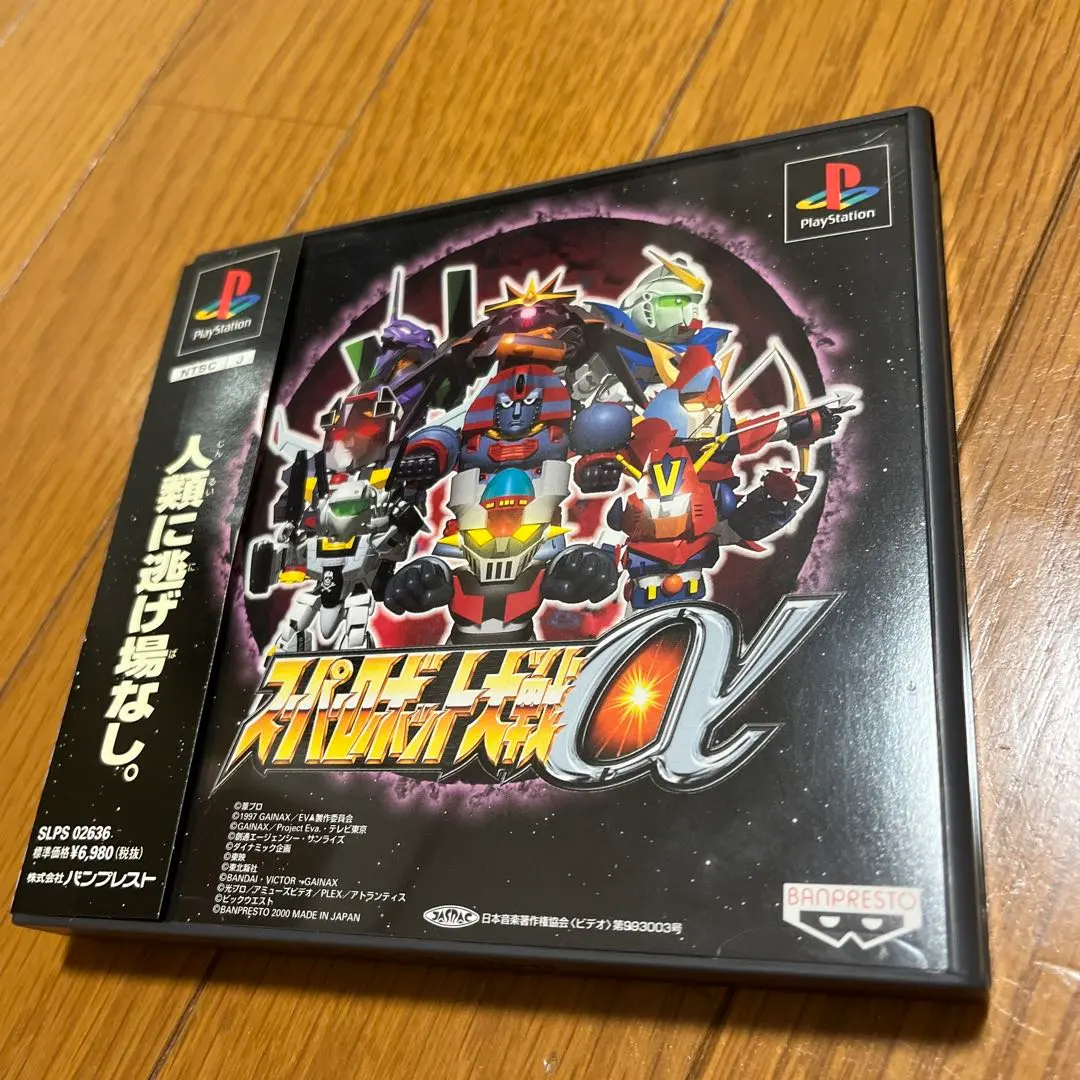 PlayStation
NTSC J
人類に逃げ場なし。
じんるい に ば
SLPS 02636
標準価格¥6,980(税抜)
株式会社 バンプレスト
PlayStation
V
スーパーロボット大戦α
©葦プロ
©1997 GAINAX/EVA製作委員会
©GAINAX/Project Eva.・テレビ東京
©創通エージェンシー・サンライズ
©ダイナミック企画
©東映
©東北新社
©BANDAI・VICTOR・GAINAX
©光プロ/アミューズビデオ/PLEX/アトランティス
©ビックウエスト
©BANPRESTO 2000 MADE IN JAPAN
JASRAC 日本音楽著作権協会〈ビデオ〉第993003号
BANPRESTO